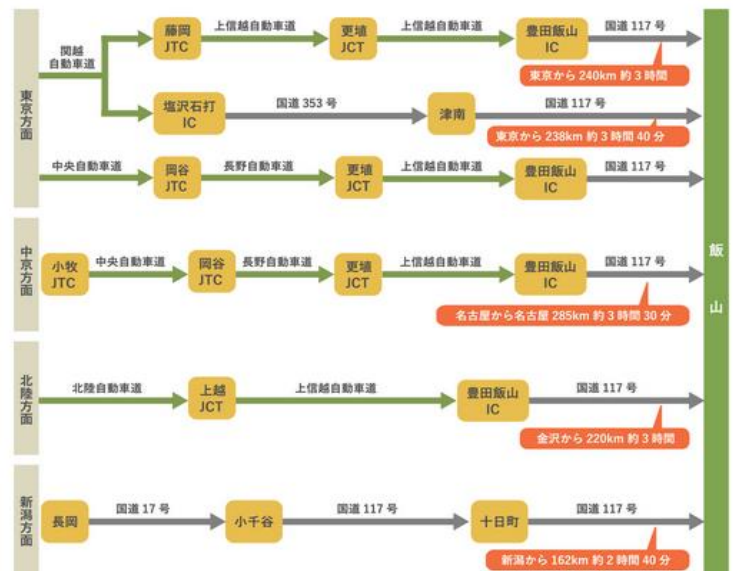 東京方面
関越
自動車道
藤岡
JTC
上信越自動車道
更埴
JCT
上信越自動車道
豊田飯山
IC
国道 117 号
東京から 240km 約 3 時間
塩沢石打
IC
国道 353 号
津南
国道 117 号
東京から 238km 約 3 時間 40 分
中央自動車道
岡谷
JTC
長野自動車道
更埴
JCT
上信越自動車道
豊田飯山
IC
国道 117 号
中京方面
小牧
JTC
中央自動車道
岡谷
JTC
長野自動車道
更埴
JCT
上信越自動車道
豊田飯山
IC
国道 117 号
名古屋から名古屋 285km 約 3 時間 30 分
北陸方面
北陸自動車道
上越
JCT
上信越自動車道
豊田飯山
IC
国道 117 号
金沢から 220km 約 3 時間
新潟方面
長岡
国道 17 号
小千谷
国道 117 号
十日町
国道 117 号
新潟から 162km 約 2 時間 40 分
飯山